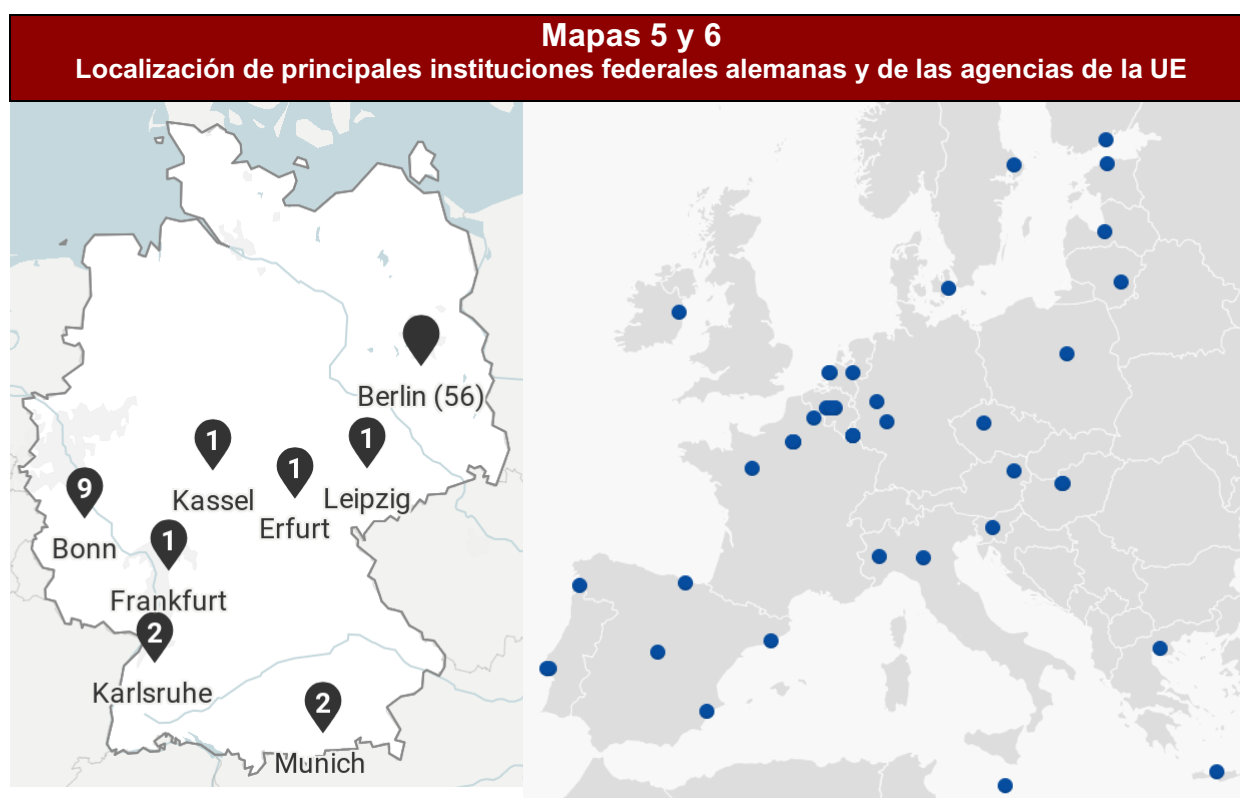 Mapas 5 y 6
Localización de principales instituciones federales alemanas y de las agencias de la UE
Berlin (56)
1
Kassel
1
Erfurt
1
Leipzig
9
Bonn
1
Frankfurt
2
Karlsruhe
2
Munich